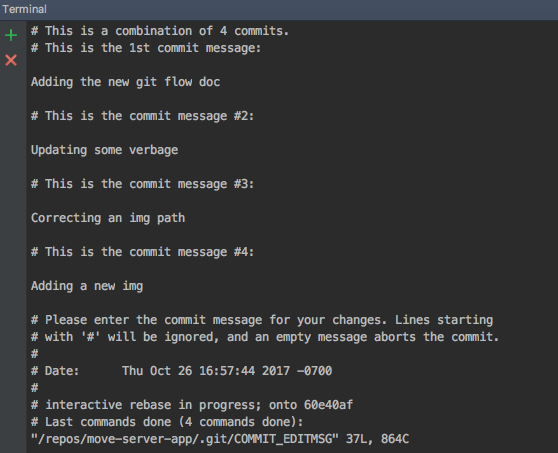 Terminal
# This is a combination of 4 commits.
# This is the 1st commit message:
Adding the new git flow doc
# This is the commit message #2:
Updating some verbage
# This is the commit message #3:
Correcting an img path
# This is the commit message #4:
Adding a new img
# Please enter the commit message for your changes. Lines starting
# with '#' will be ignored, and an empty message aborts the commit.
#
# Date:      Thu Oct 26 16:57:44 2017 -0700
#
# interactive rebase in progress; onto 60e40af
# Last commands done (4 commands done):
"/repos/move-server-app/.git/COMMIT_EDITMSG" 37L, 864C